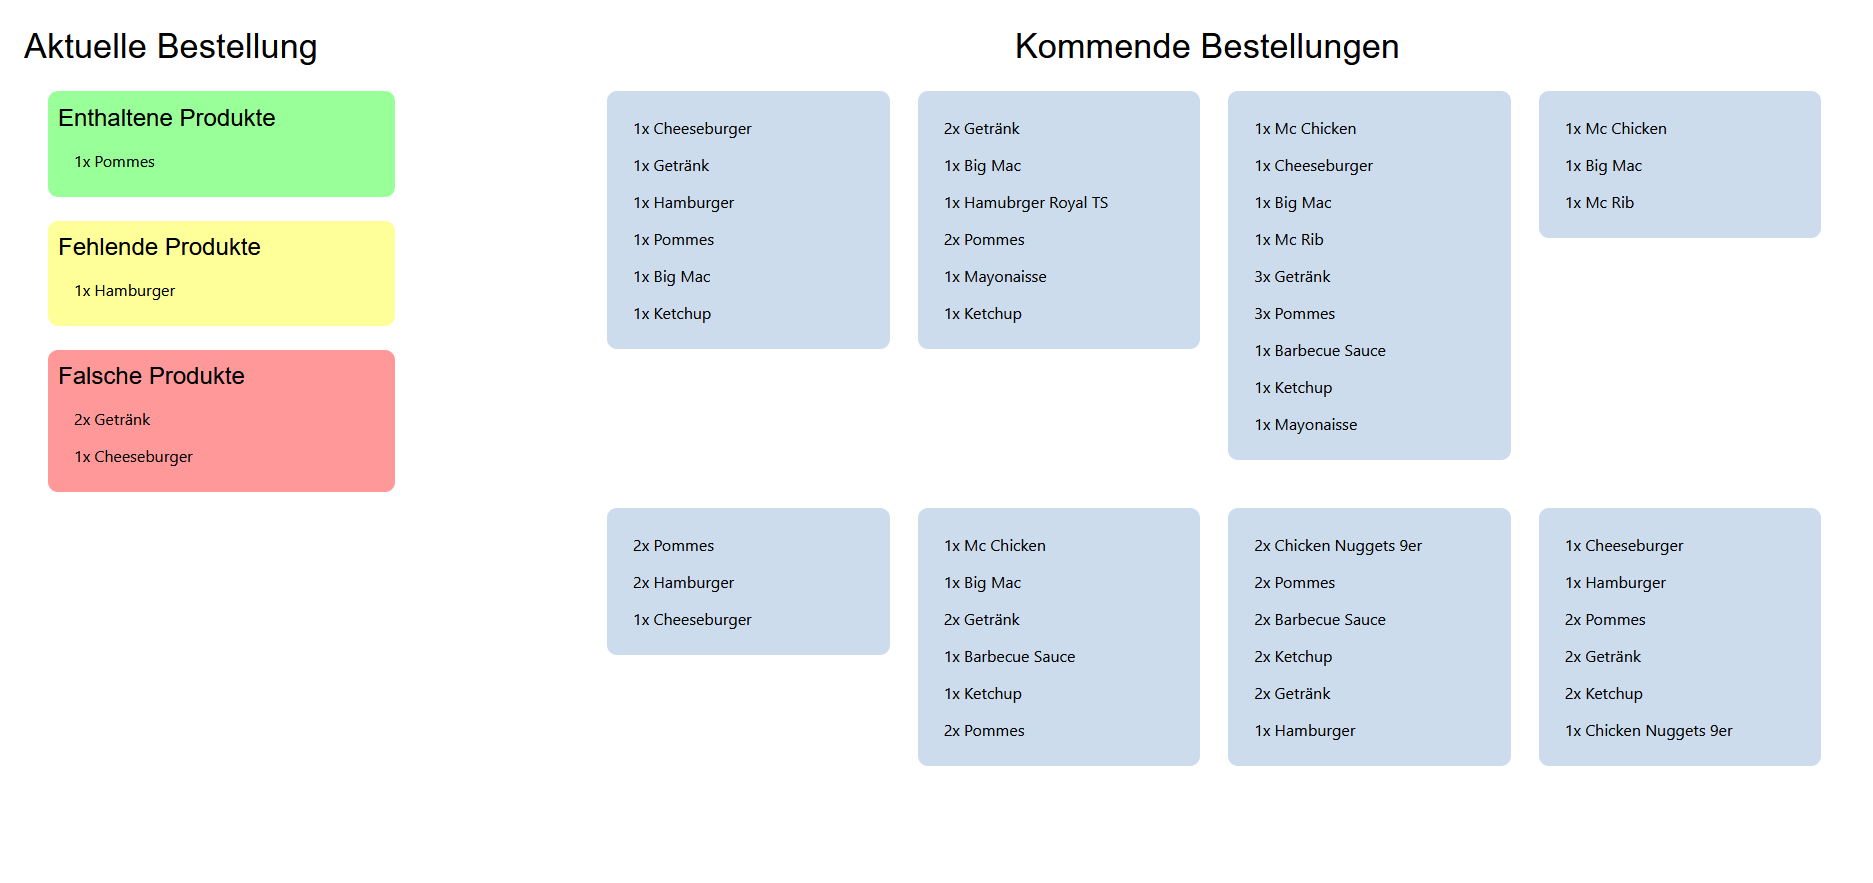 Aktuelle Bestellung
Enthaltene Produkte
1x Pommes
Fehlende Produkte
1x Hamburger
Falsche Produkte
2x Getränk
1x Cheeseburger
Kommende Bestellungen
1x Cheeseburger
1x Getränk
1x Hamburger
1x Pommes
1x Big Mac
1x Ketchup
2x Getränk
1x Big Mac
1x Hamubrger Royal TS
2x Pommes
1x Mayonaisse
1x Ketchup
1x Mc Chicken
1x Cheeseburger
1x Big Mac
1x Mc Rib
3x Getränk
3x Pommes
1x Barbecue Sauce
1x Ketchup
1x Mayonaisse
1x Mc Chicken
1x Big Mac
1x Mc Rib
2x Pommes
2x Hamburger
1x Cheeseburger
1x Mc Chicken
1x Big Mac
2x Getränk
1x Barbecue Sauce
1x Ketchup
2x Pommes
2x Chicken Nuggets 9er
2x Pommes
2x Barbecue Sauce
2x Ketchup
2x Getränk
1x Hamburger
1x Cheeseburger
1x Hamburger
2x Pommes
2x Getränk
2x Ketchup
1x Chicken Nuggets 9er